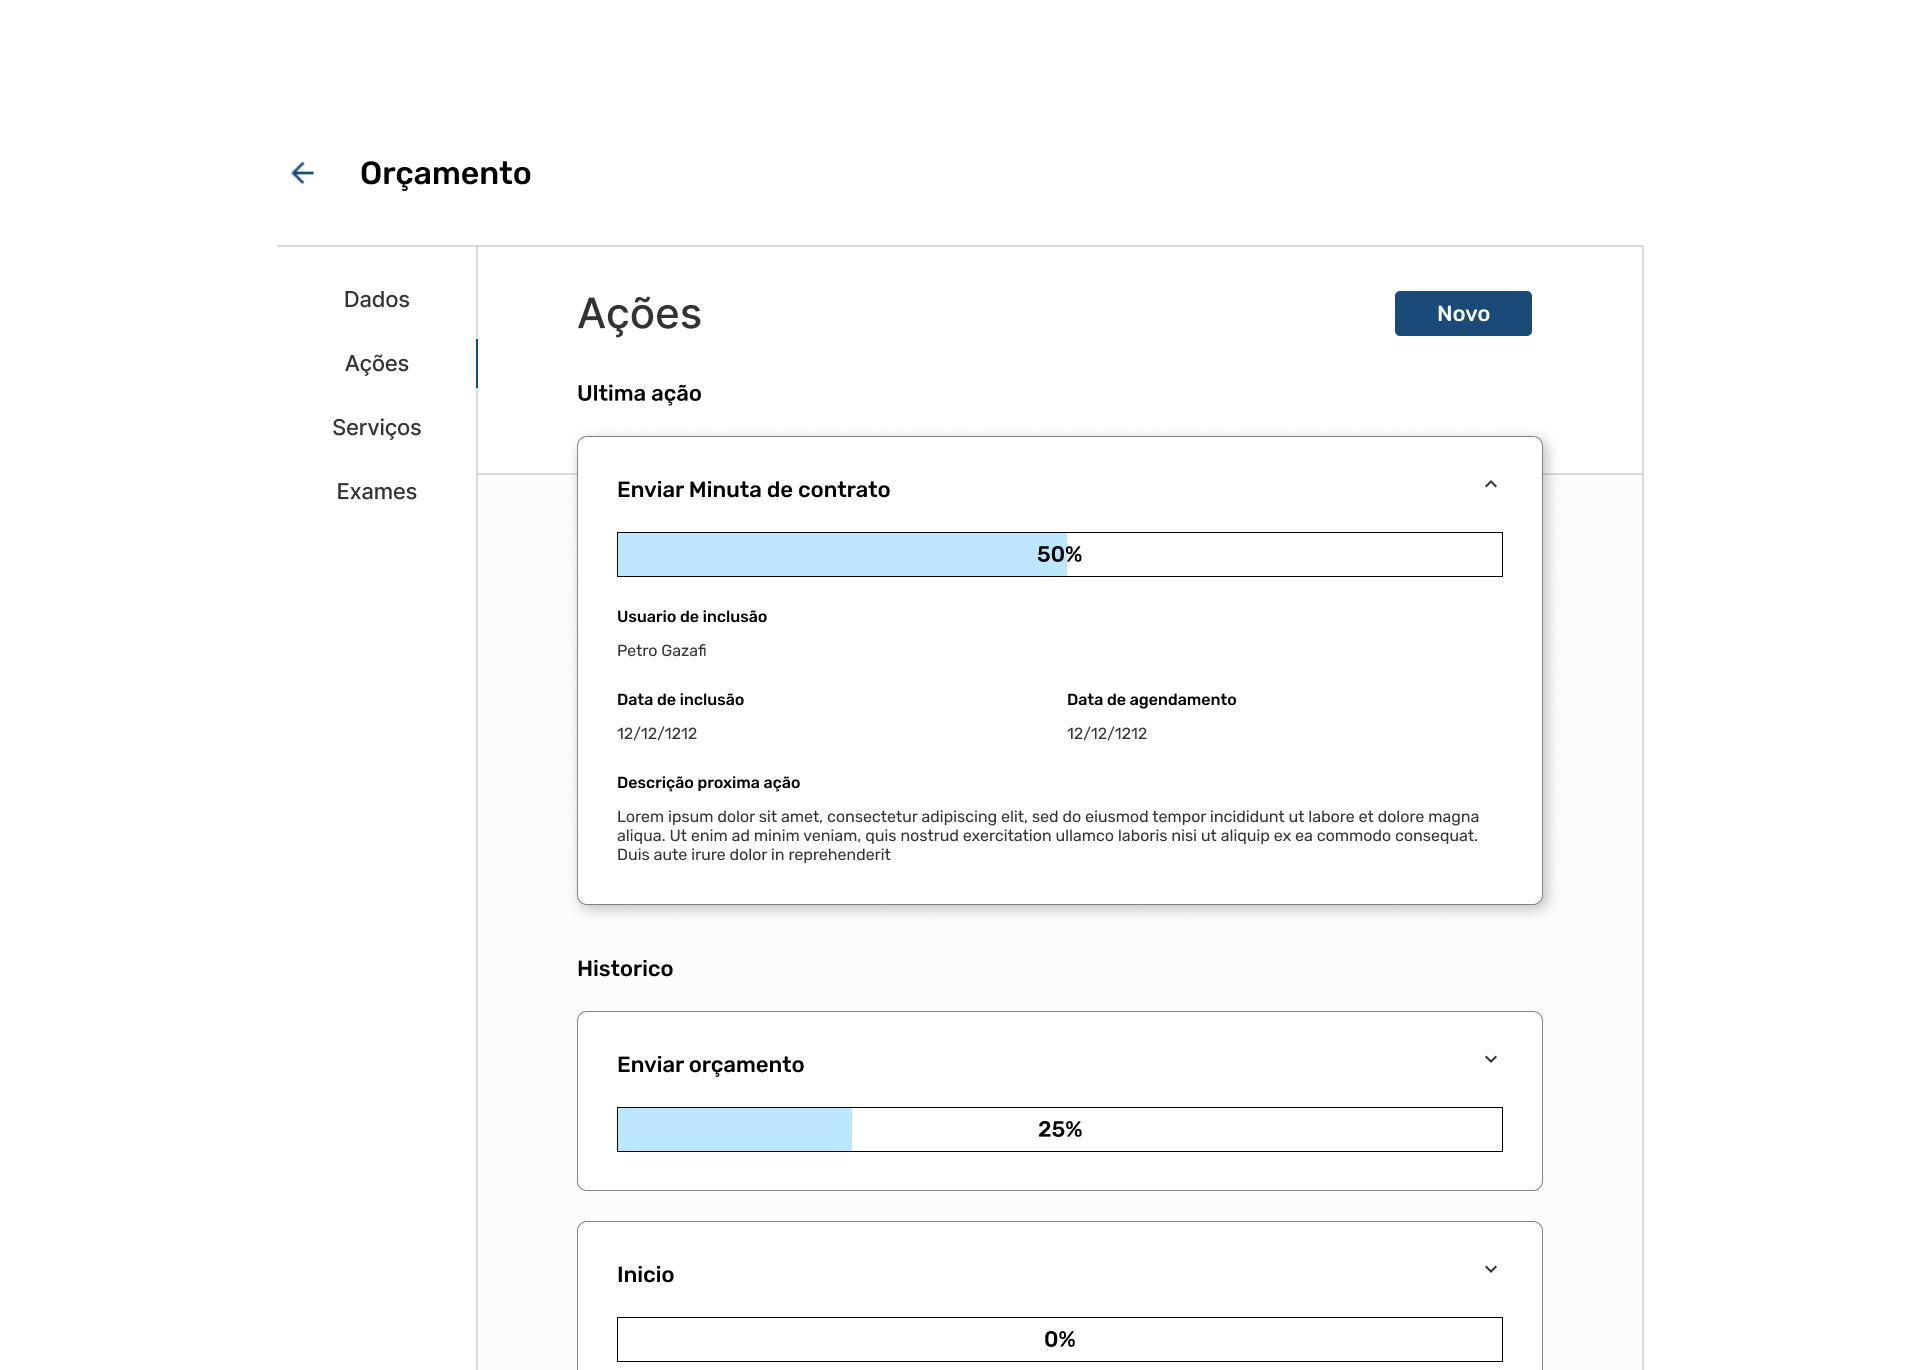 Orçamento
Dados
Ações
Serviços
Exames
Ações
Novo
Ultima ação
Enviar Minuta de contrato
50%
Usuario de inclusão
Petro Gazafi
Data de inclusão
Data de agendamento
12/12/1212
12/12/1212
Descrição proxima ação
Lorem ipsum dolor sit amet, consectetur adipiscing elit, sed do eiusmod tempor incididunt ut labore et dolore magna
aliqua. Ut enim ad minim veniam, quis nostrud exercitation ullamco laboris nisi ut aliquip ex ea commodo consequat.
Duis aute irure dolor in reprehenderit
Historico
Enviar orçamento
25%
Inicio
0%